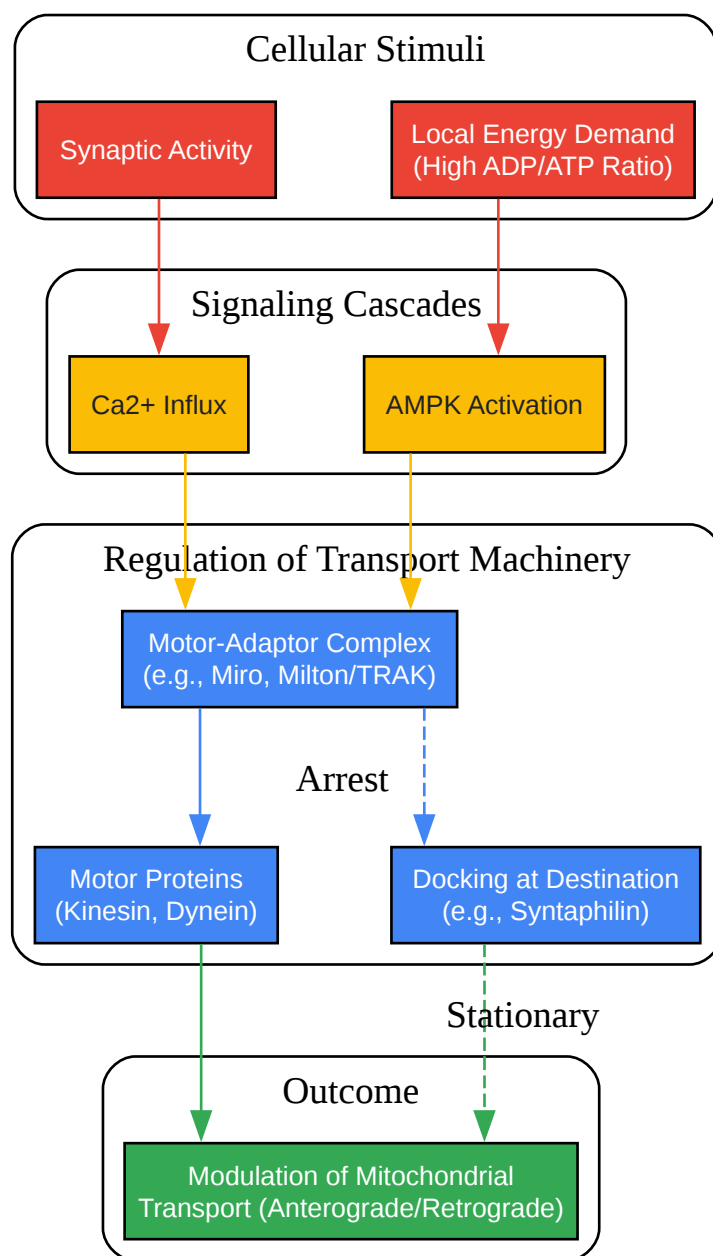 Cellular Stimuli
Synaptic Activity
Local Energy Demand
(High ADP/ATP Ratio)
Signaling Cascades
Ca2+ Influx
AMPK Activation
Regulation of Transport Machinery
Motor-Adaptor Complex
(e.g., Miro, Milton/TRAK)
Arrest
Motor Proteins
(Kinesin, Dynein)
Docking at Destination
(e.g., Syntaphilin)
Stationary
Outcome
Modulation of Mitochondrial
Transport (Anterograde/Retrograde)